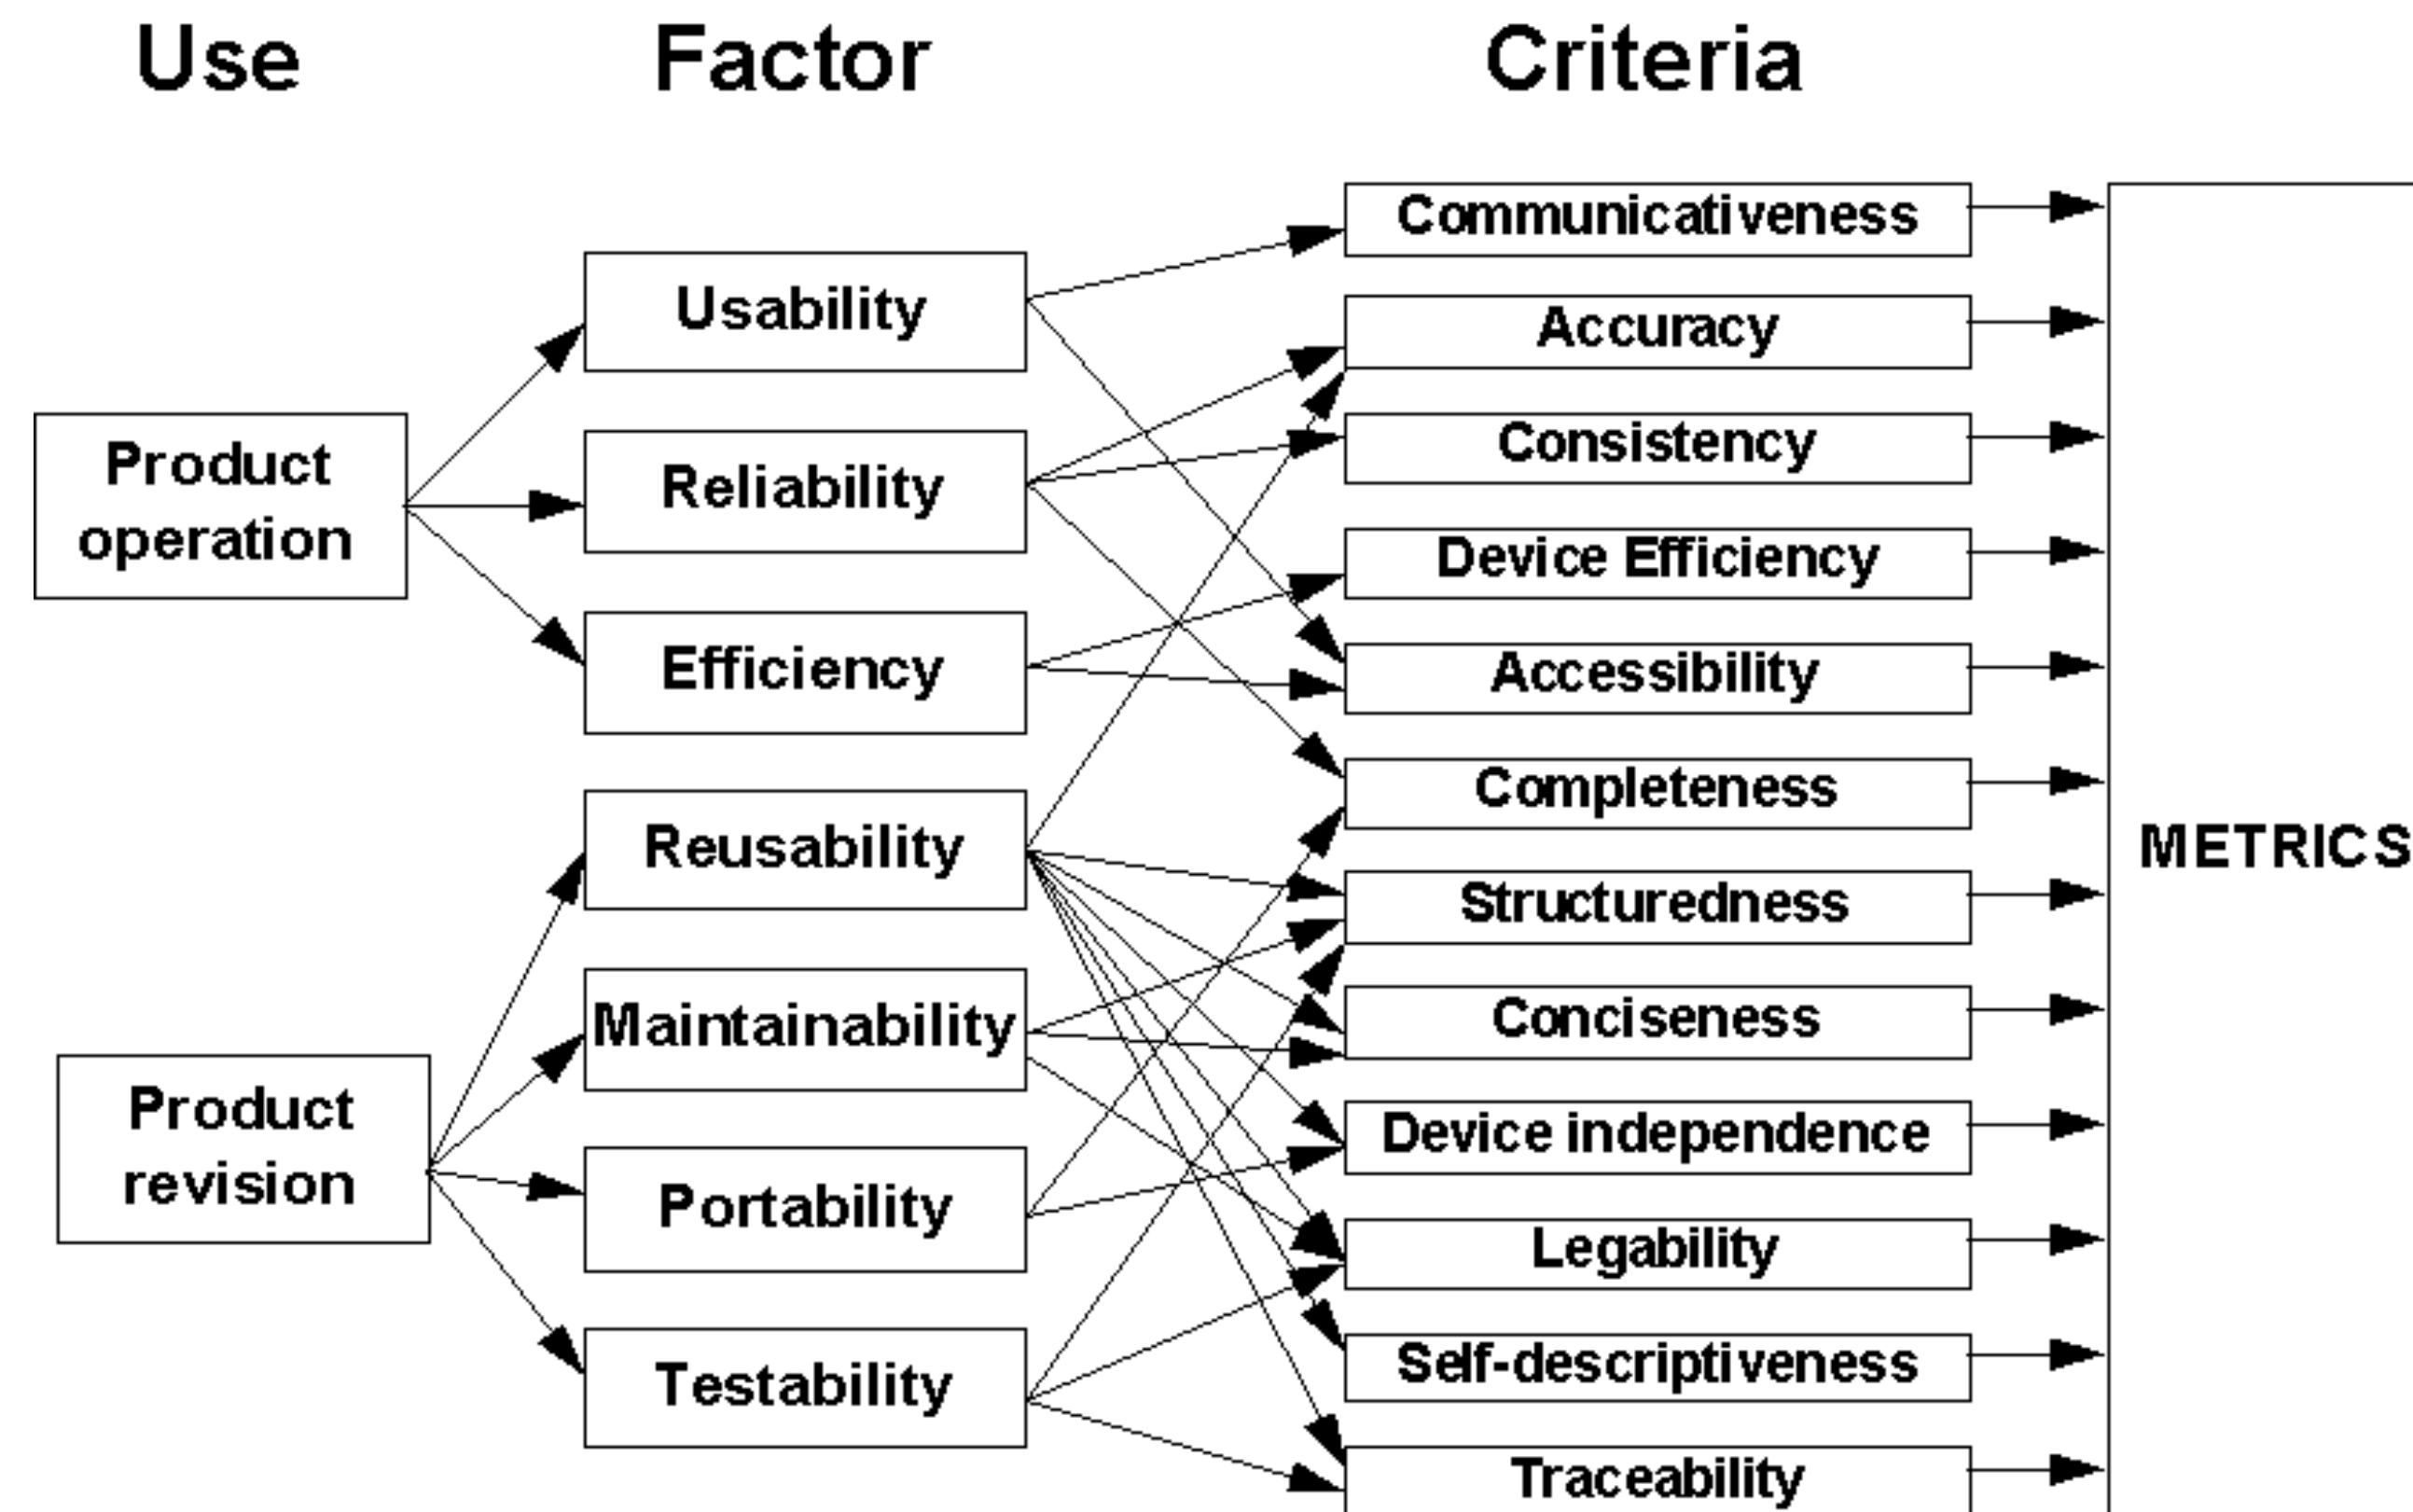 Use Factor Criteria
Product
operation
Product
revision
Usability
Reliability
Efficiency
Reusability
Maintainability
Portability
Testability
Communicativeness
Accuracy
Consistency
Device Efficiency
Accessibility
Completeness
Structuredness
Conciseness
Device independence
Legability
Self-descriptiveness
Traceability
METRICS